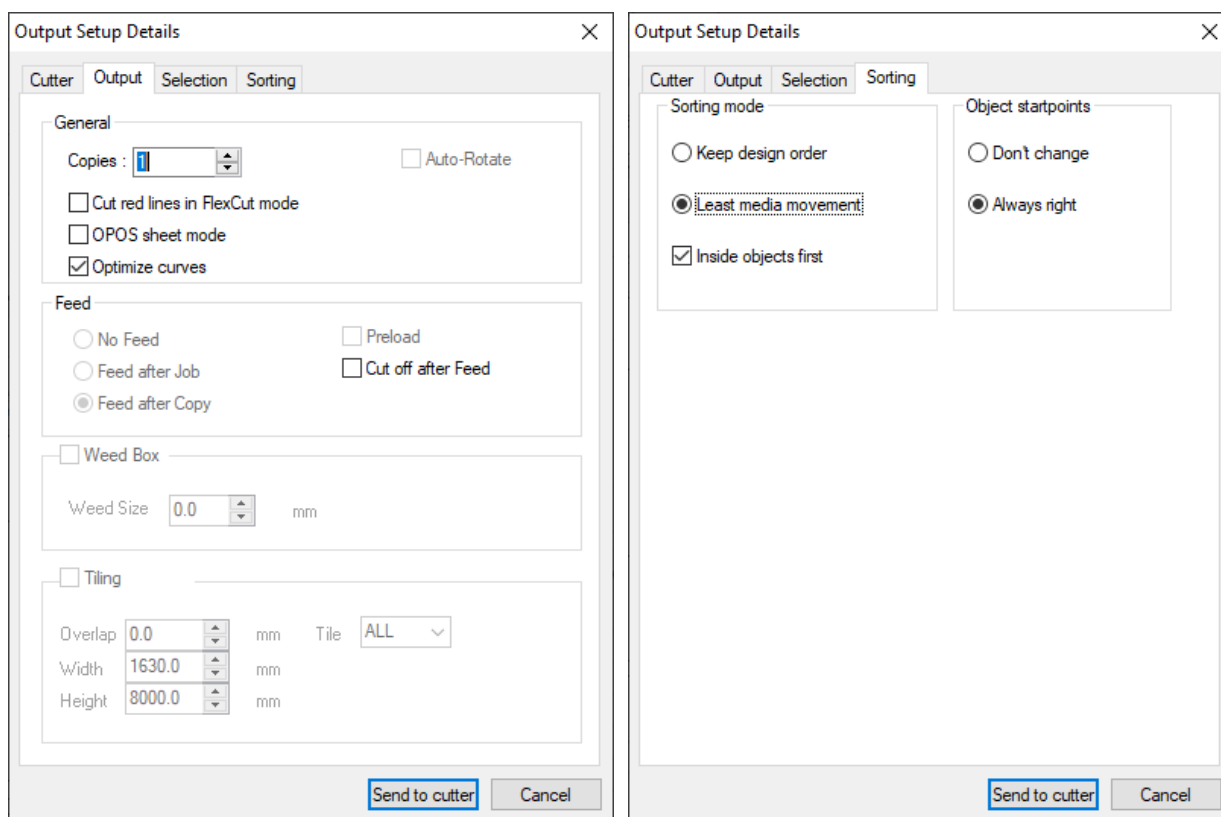 Output Setup Details
Cutter Output Selection Sorting
General
Copies : 1
Auto-Rotate
Cut red lines in FlexCut mode
OPOS sheet mode
Optimize curves
Feed
No Feed
Preload
Feed after Job
Cut off after Feed
Feed after Copy
Weed Box
Weed Size 0.0 mm
Tiling
Overlap 0.0 mm Tile ALL
Width 1630.0 mm
Height 8000.0 mm
Send to cutter Cancel
Output Setup Details
Cutter Output Selection Sorting
Sorting mode
Keep design order
Least media movement
Inside objects first
Object startpoints
Don't change
Always right
Send to cutter Cancel